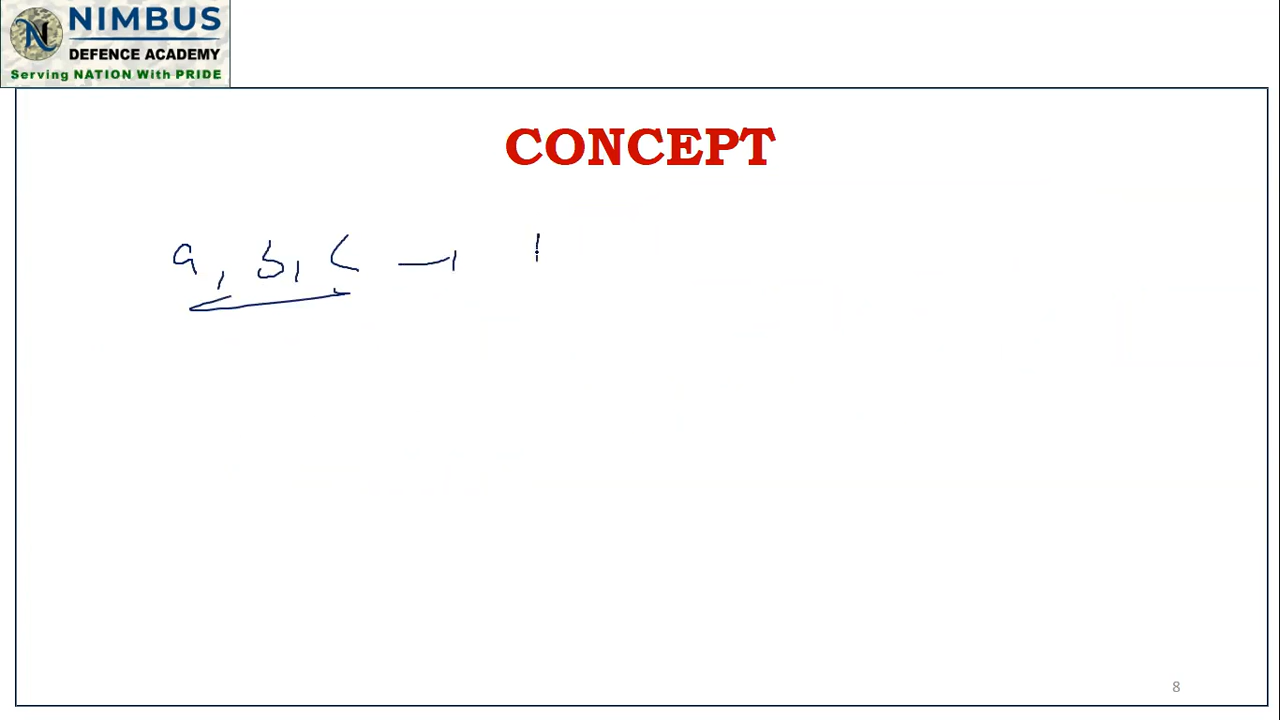 NIMBUS
DEFENCE ACADEMY
Serving NATION With PRIDE
CONCEPT
a, b, c
8